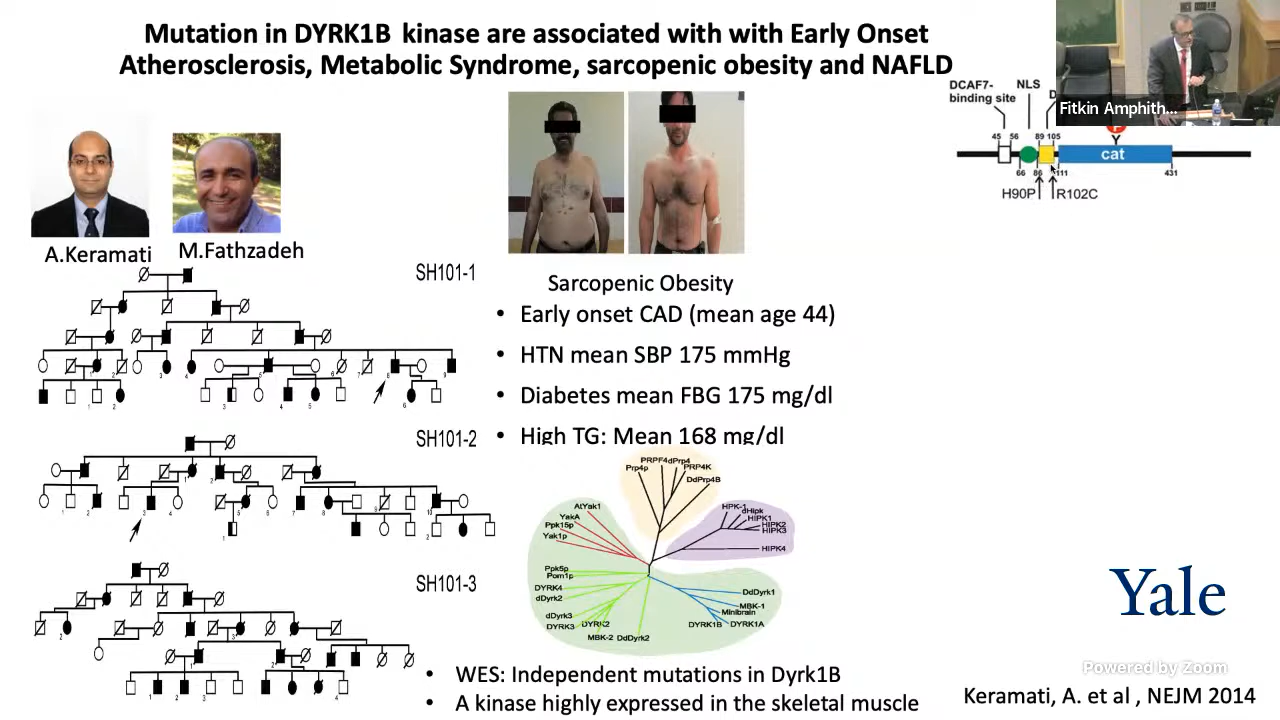 Mutation in DYRK1B kinase are associated with with Early Onset
Atherosclerosis, Metabolic Syndrome, sarcopenic obesity and NAFLD
Fitkin Amphith...
DCAF7-
binding site
NLS
D
P
Y
45 56 89 105
cat
66 86 111 431
H90P R102C
A.Keramati
M.Fathzadeh
SH101-1
Sarcopenic Obesity
• Early onset CAD (mean age 44)
• HTN mean SBP 175 mmHg
• Diabetes mean FBG 175 mg/dl
• High TG: Mean 168 mg/dl
SH101-2
SH101-3
Prp4p
PRPF4
dPrp4
PRP4K
DdPrp4B
AtYak1
YakA
Ppk15p
Yak1p
HPK-1
dHipk
HIPK1
HIPK2
HIPK3
HIPK4
Ppk5p
Pom1p
DYRK4
dDyrk2
dDyrk3
DYRK3
DYRK2
MBK-2
DdDyrk2
DdDyrk1
MBK-1
Minibrain
DYRK1B
DYRK1A
• WES: Independent mutations in Dyrk1B
• A kinase highly expressed in the skeletal muscle
Yale
Powered by Zoom
Keramati, A. et al , NEJM 2014